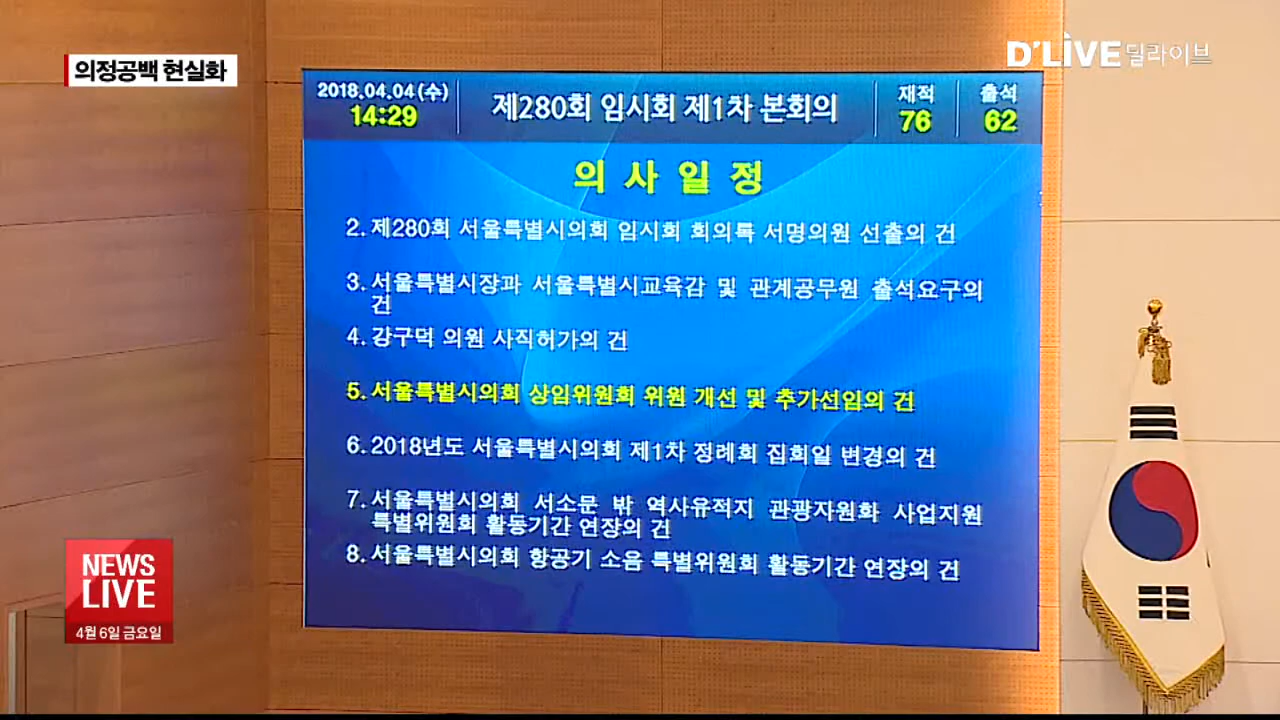 의정공백 현실화
D'LIVE 딜라이브
2018.04.04(수)
14:29
제280회 임시회 제1차 본회의
재적
76
출석
62
의사일정
2. 제280회 서울특별시의회 임시회 회의록 서명의원 선출의 건
3. 서울특별시장과 서울특별시교육감 및 관계공무원 출석요구의
건
4. 강구덕 의원 사직허가의 건
5. 서울특별시의회 상임위원회 위원 개선 및 추가선임의 건
6. 2018년도 서울특별시의회 제1차 정례회 집회일 변경의 건
7. 서울특별시의회 서소문 밖 역사유적지 관광자원화 사업지원
특별위원회 활동기간 연장의 건
8. 서울특별시의회 항공기 소음 특별위원회 활동기간 연장의 건
NEWS
LIVE
4월 6일 금요일